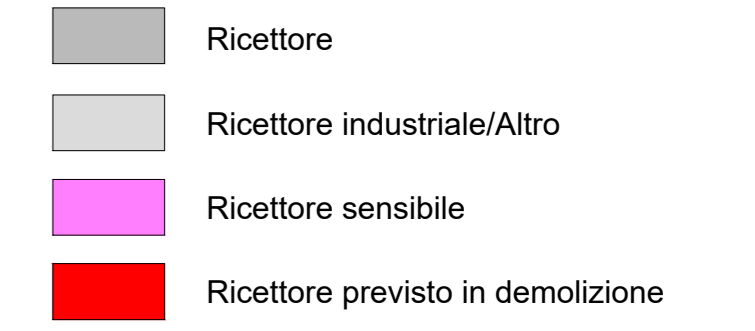 Ricettore
Ricettore industriale/Altro
Ricettore sensibile
Ricettore previsto in demolizione